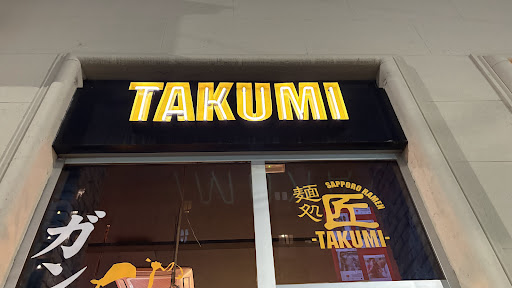 TAKUMI
SAPPORO RAMEN
麺処
匠
-TAKUMI-
ガン